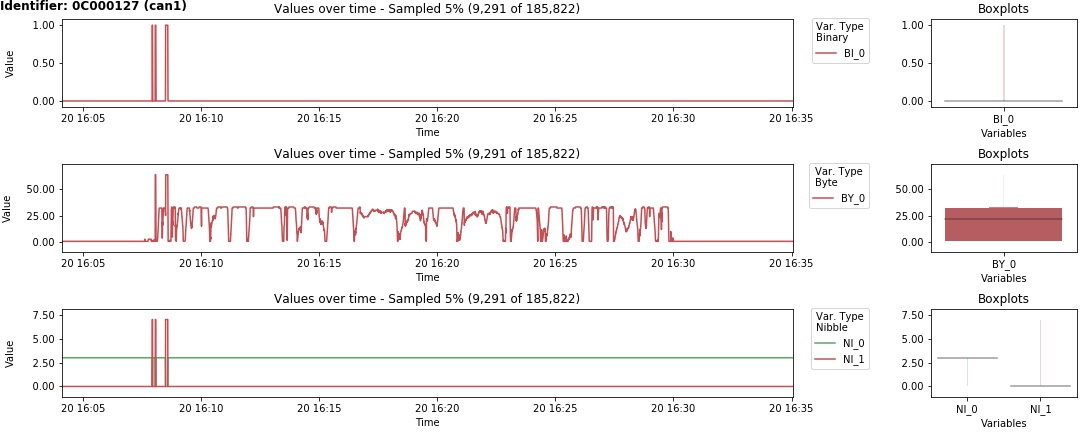 Identifier: 0C000127 (can1)
Values over time - Sampled 5% (9,291 of 185,822)
Boxplots
Value
1.00
0.50
0.00
20 16:05
20 16:10
20 16:15
20 16:20
20 16:25
20 16:30
20 16:35
Time
Var. Type
Binary
BI_0
1.00
0.50
0.00
BI_0
Variables
Values over time - Sampled 5% (9,291 of 185,822)
Boxplots
Value
50.00
25.00
0.00
20 16:05
20 16:10
20 16:15
20 16:20
20 16:25
20 16:30
20 16:35
Time
Var. Type
Byte
BY_0
50.00
25.00
0.00
BY_0
Variables
Values over time - Sampled 5% (9,291 of 185,822)
Boxplots
Value
7.50
5.00
2.50
0.00
20 16:05
20 16:10
20 16:15
20 16:20
20 16:25
20 16:30
20 16:35
Time
Var. Type
Nibble
NI_0
NI_1
7.50
5.00
2.50
0.00
NI_0
NI_1
Variables